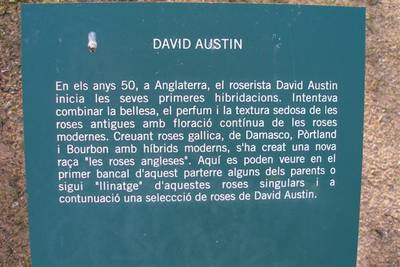 DAVID AUSTIN
En els anys 50, a Anglaterra, el roserista David Austin
inicia les seves primeres hibridacions. Intentava
combinar la bellesa, el perfum i la textura sedosa de les
roses antigues amb floració contínua de les roses
modernes. Creuant roses gallica, de Damasco, Pòrtland
i Bourbon amb híbrids moderns, s'ha creat una nova
raça "les roses angleses". Aquí es poden veure en el
primer bancal d'aquest parterre alguns dels parents o
sigui "llinatge" d'aquestes roses singulars i a
contunuació una seleccció de roses de David Austin.